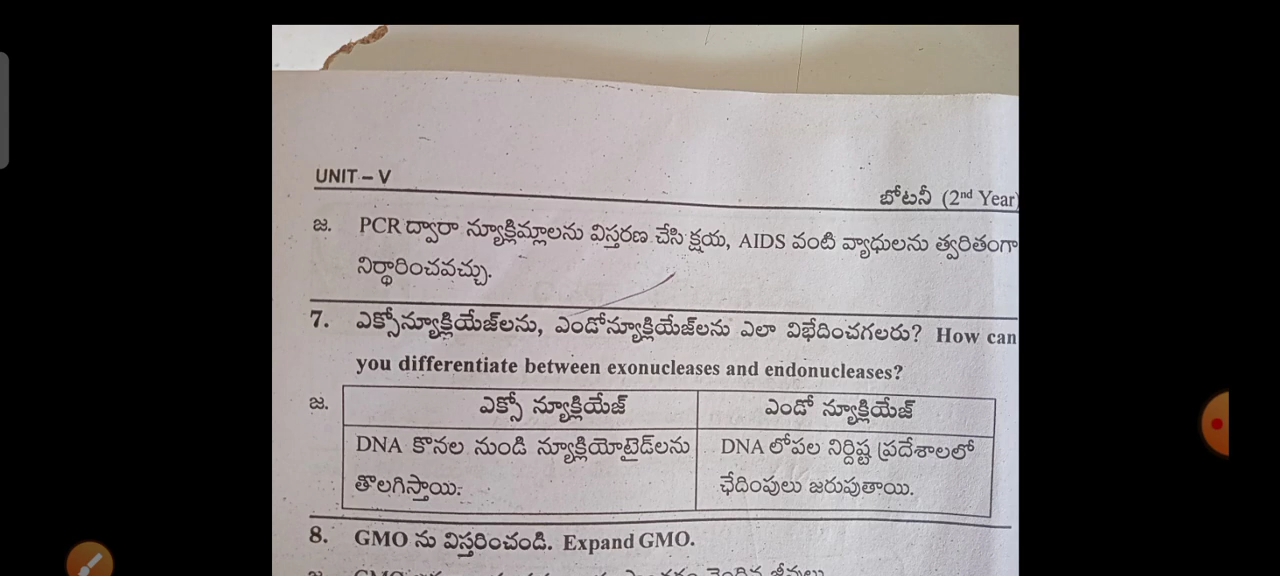 UNIT – V
బోటనీ (2nd Year)
జ. PCR ద్వారా న్యూక్లిమ్లాలను విస్తరణ చేసి క్షయ, AIDS వంటి వ్యాధులను త్వరితంగా
నిర్ధారించవచ్చు.
7. ఎక్సోన్యూక్లియేజ్‌లను, ఎండోన్యూక్లియేజ్‌లను ఎలా విభేదించగలరు? How can
you differentiate between exonucleases and endonucleases?
జ. ఎక్సో న్యూక్లియేజ్ ఎండో న్యూక్లియేజ్
DNA కొనల నుండి న్యూక్లియోటైడ్‌లను DNA లోపల నిర్దిష్ట ప్రదేశాలలో
తొలగిస్తాయి. ఛేదింపులు జరుపుతాయి.
8. GMO ను విస్తరించండి. Expand GMO.